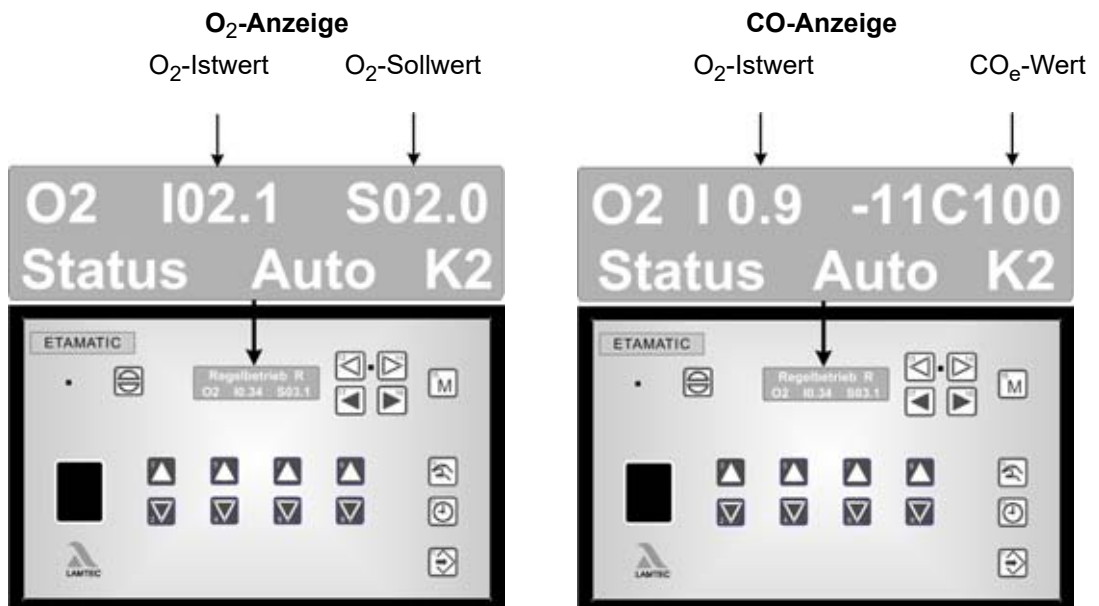 O₂-Anzeige
O₂-Istwert O₂-Sollwert
O2 I02.1 S02.0
Status Auto K2
ETAMATIC
Regelbetrieb R
O2 I0.34 S03.1
M
LAMTEC
CO-Anzeige
O₂-Istwert COₑ-Wert
O2 I 0.9 -11C100
Status Auto K2
ETAMATIC
Regelbetrieb R
O2 I0.34 S03.1
M
LAMTEC